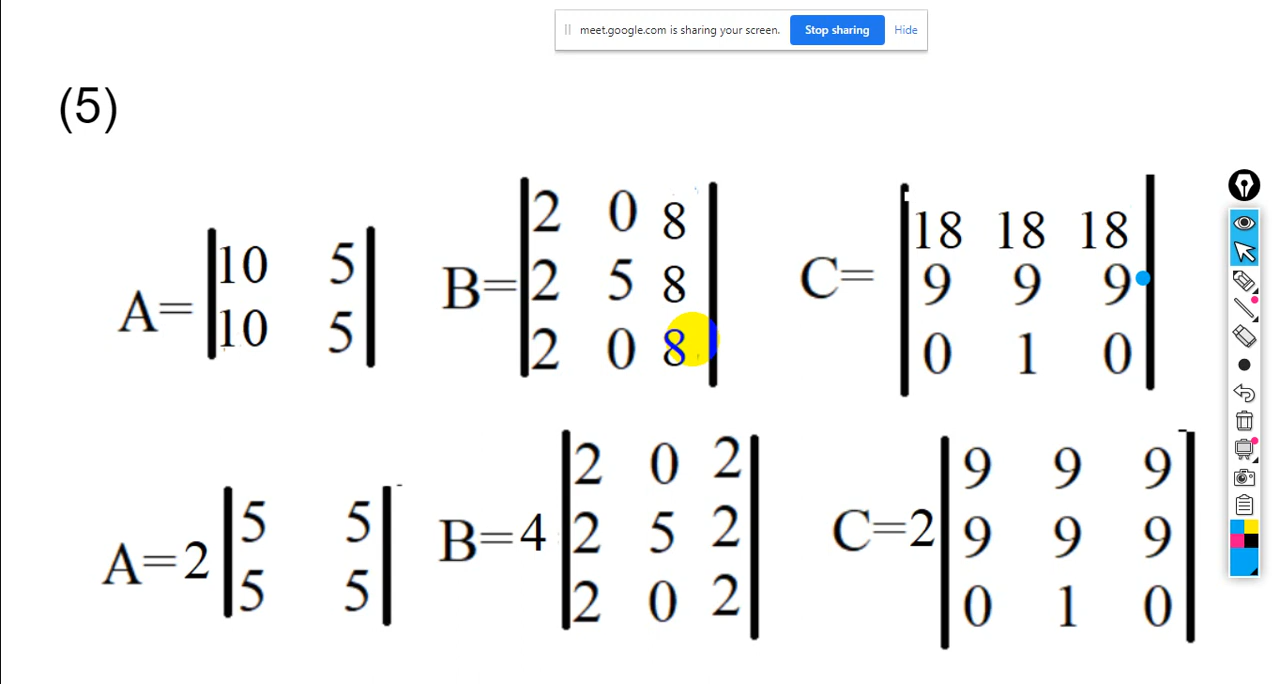 meet.google.com is sharing your screen. Stop sharing Hide
(5)
A= 10 5
10 5
B= 2 0 8
2 5 8
2 0 8
C= 18 18 18
9 9 9
0 1 0
A=2 5 5
5 5
B=4 2 0 2
2 5 2
2 0 2
C=2 9 9 9
9 9 9
0 1 0